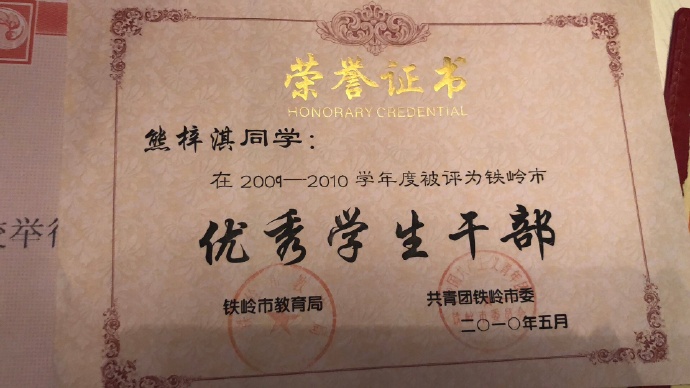 荣誉证书
HONORARY CREDENTIAL
熊梓淇同学：
在2009—2010学年度被评为铁岭市
优秀学生干部
铁岭市教育局
共青团铁岭市委
二〇一〇年五月
举行